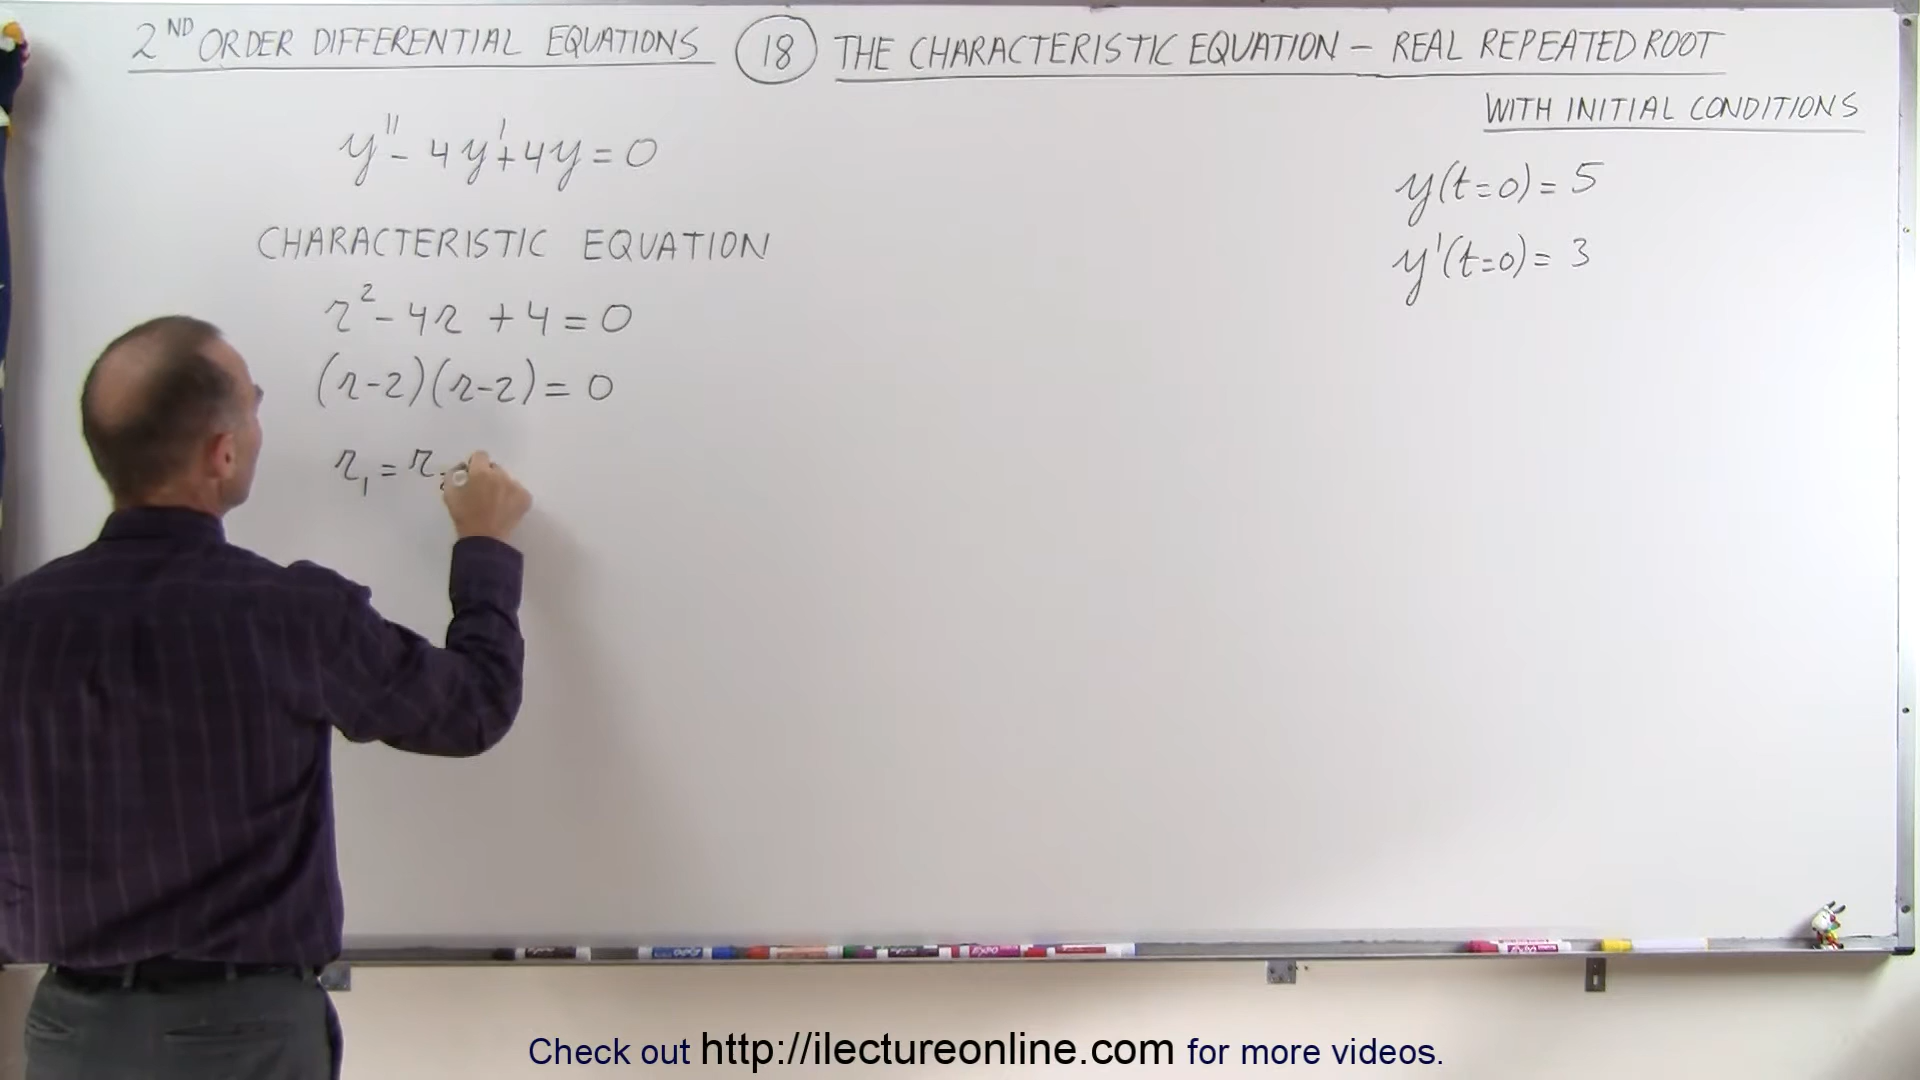 2ND ORDER DIFFERENTIAL EQUATIONS (18) THE CHARACTERISTIC EQUATION – REAL REPEATED ROOT
WITH INITIAL CONDITIONS
y'' - 4y' + 4y = 0
y(t=0) = 5
y'(t=0) = 3
CHARACTERISTIC EQUATION
r² - 4r + 4 = 0
(r-2)(r-2) = 0
r₁ = r
Check out http://ilectureonline.com for more videos.